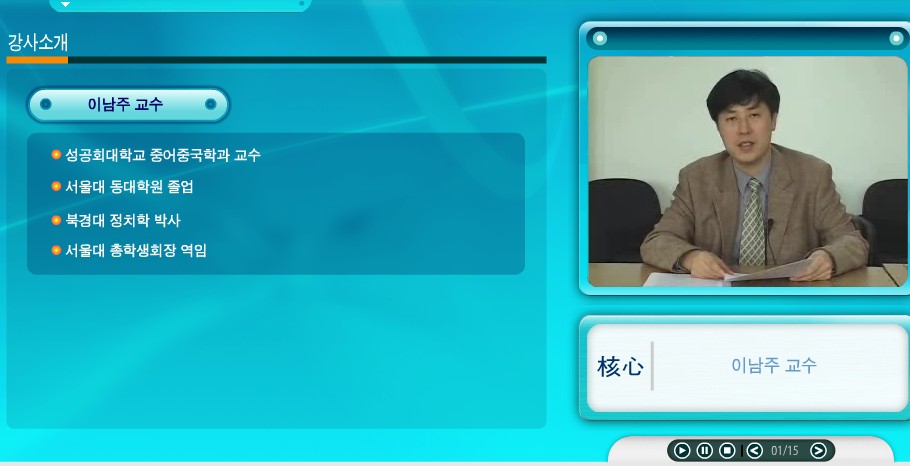 강사소개
이남주 교수
성공회대학교 중어중국학과 교수
서울대 동대학원 졸업
북경대 정치학 박사
서울대 총학생회장 역임
核心
이남주 교수
01/15